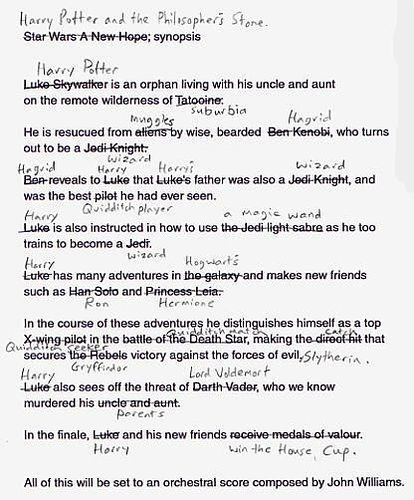 Harry Potter and the Philosopher's Stone.
Star Wars A New Hope; synopsis
Harry Potter
Luke Skywalker is an orphan living with his uncle and aunt
on the remote wilderness of Tatooine.
suburbia
muggles Hagrid
He is resucued from aliens by wise, bearded Ben Kenobi, who turns
out to be a Jedi Knight.
wizard
Hagrid Harry Harry's wizard
Ben reveals to Luke that Luke's father was also a Jedi Knight, and
was the best pilot he had ever seen.
Quidditch player
Harry a magic wand
Luke is also instructed in how to use the Jedi light sabre as he too
trains to become a Jedi.
wizard
Harry Hogwarts
Luke has many adventures in the galaxy and makes new friends
such as Han Solo and Princess Leia.
Ron Hermione
In the course of these adventures he distinguishes himself as a top
Quidditch match catch
X-wing pilot in the battle of the Death Star, making the direct hit that
Quidditch seeker
secures the Rebels victory against the forces of evil, Slytherin.
Gryffindor
Harry Lord Voldemort
Luke also sees off the threat of Darth Vader, who we know
murdered his uncle and aunt.
parents
In the finale, Luke and his new friends receive medals of valour.
Harry win the House Cup.
All of this will be set to an orchestral score composed by John Williams.